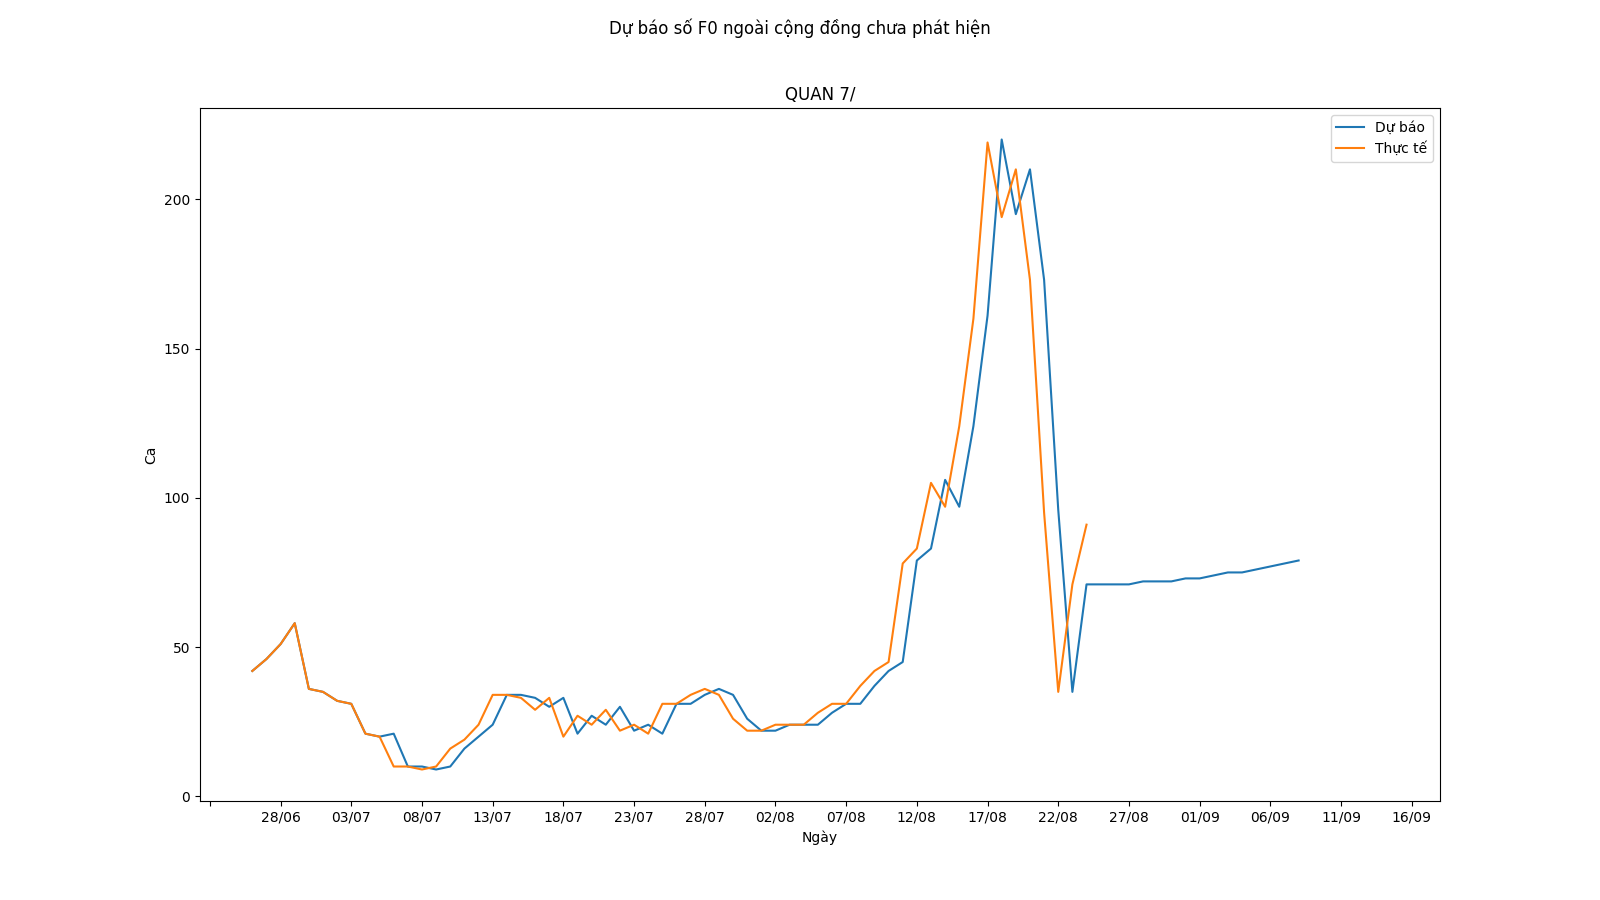 Dự báo số F0 ngoài cộng đồng chưa phát hiện
QUAN 7/
Dự báo
Thực tế
200
150
100
50
0
Ca
28/06 03/07 08/07 13/07 18/07 23/07 28/07 02/08 07/08 12/08 17/08 22/08 27/08 01/09 06/09 11/09 16/09
Ngày